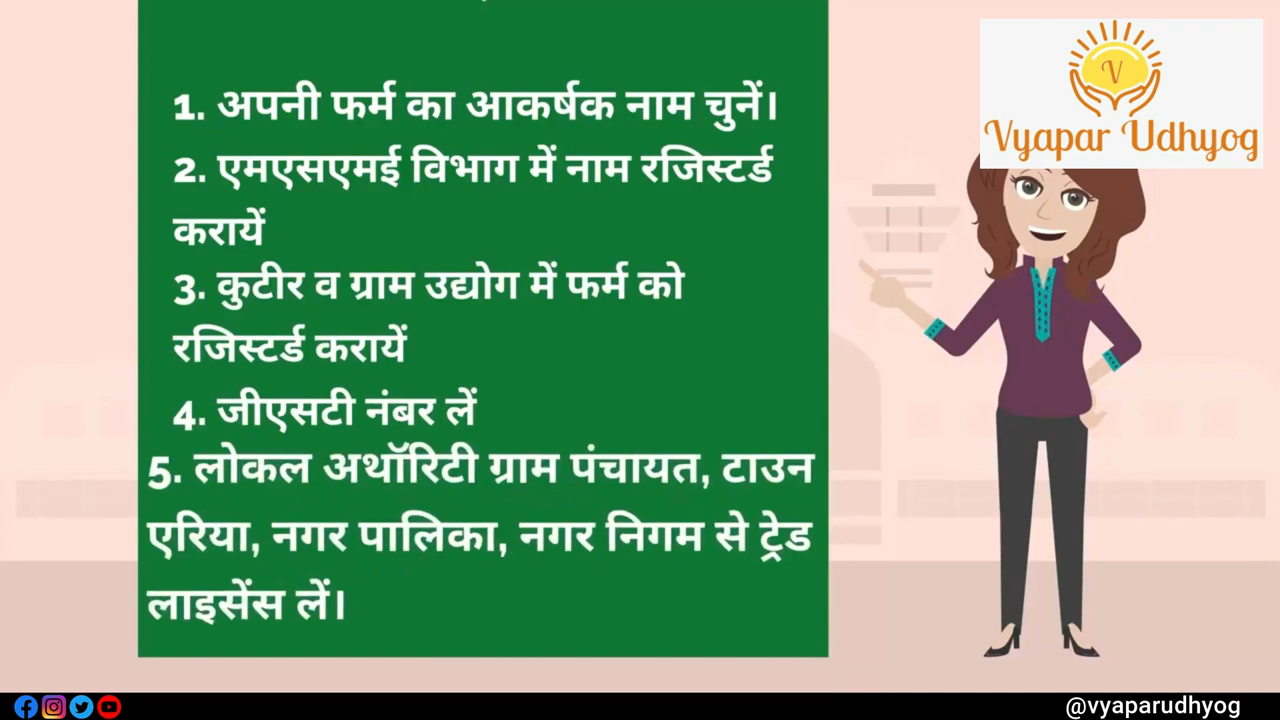 1. अपनी फर्म का आकर्षक नाम चुनें।
2. एमएसएमई विभाग में नाम रजिस्टर्ड
करायें
3. कुटीर व ग्राम उद्योग में फर्म को
रजिस्टर्ड करायें
4. जीएसटी नंबर लें
5. लोकल अथॉरिटी ग्राम पंचायत, टाउन
एरिया, नगर पालिका, नगर निगम से ट्रेड
लाइसेंस लें।
V
Vyapar Udhyog
@vyaparudhyog